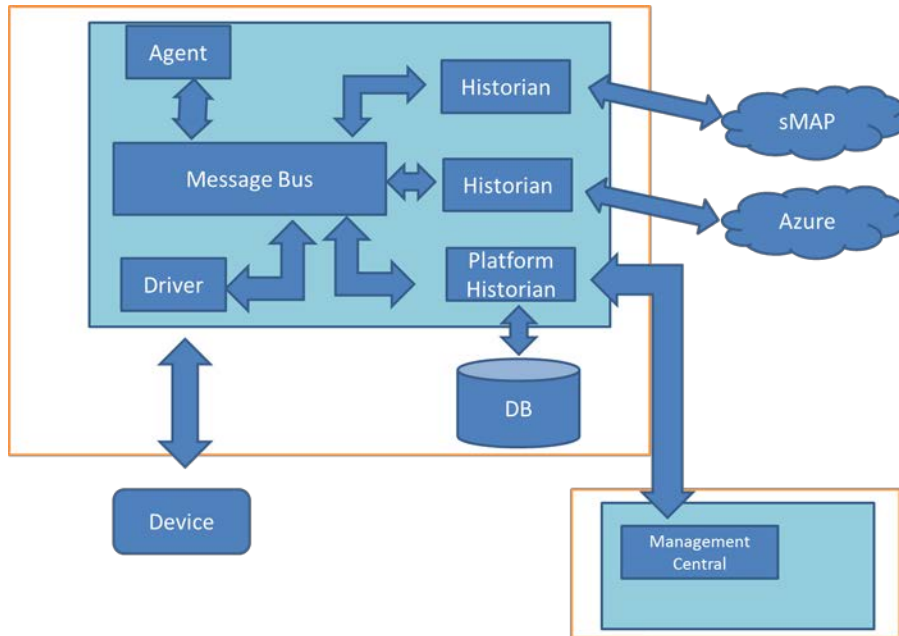 Agent
Historian
sMAP
Message Bus
Historian
Azure
Driver
Platform
Historian
DB
Device
Management
Central